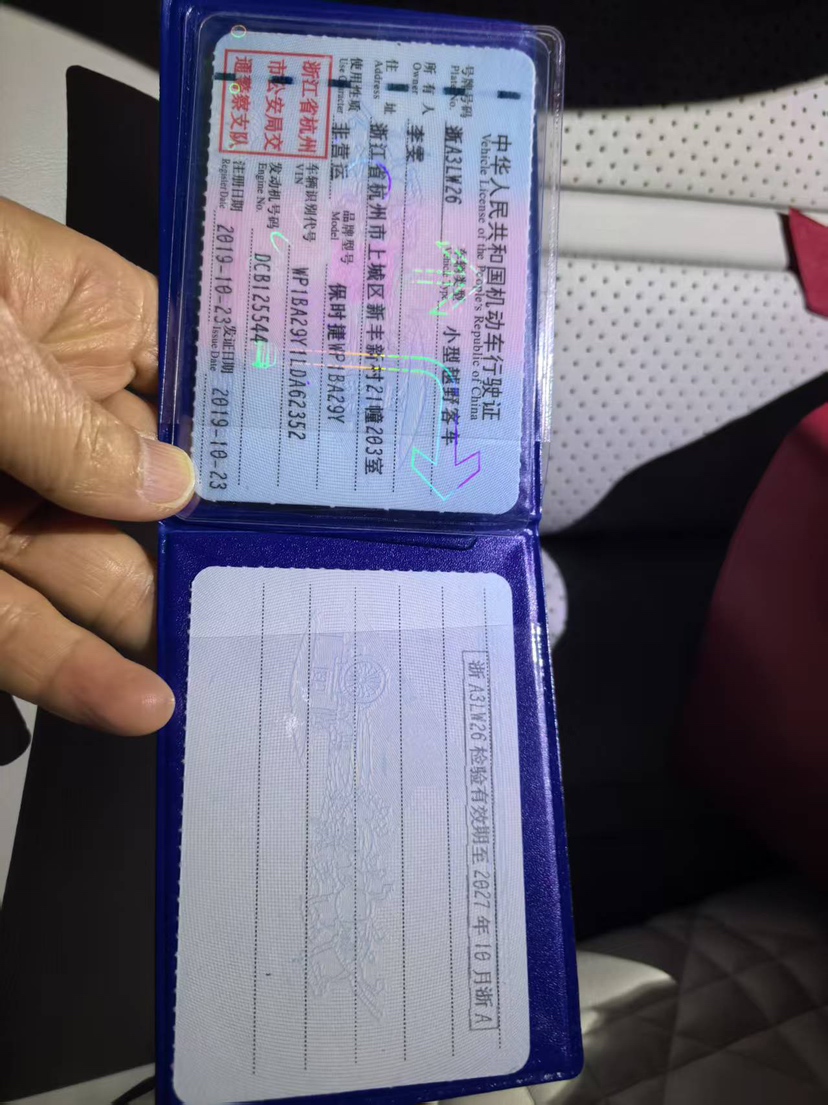 中华人民共和国机动车行驶证
Vehicle License of the People's Republic of China
号牌号码 浙A3LW26 小型越野客车
Plate No.
所有人 李雯
Owner
住址 浙江省杭州市上城区新丰新村21幢203室
Address
使用性质 非营运 品牌型号 保时捷WP1BA29Y
Use Character Model
浙江省杭州市公安局交通警察支队
车辆识别代号 WP1BA29Y1LDA62352
VIN
发动机号码 DCB125544
Engine No.
注册日期 2019-10-23 发证日期 2019-10-23
Register Date Issue Date
浙A3LW26 检验有效期至2027年10月浙A